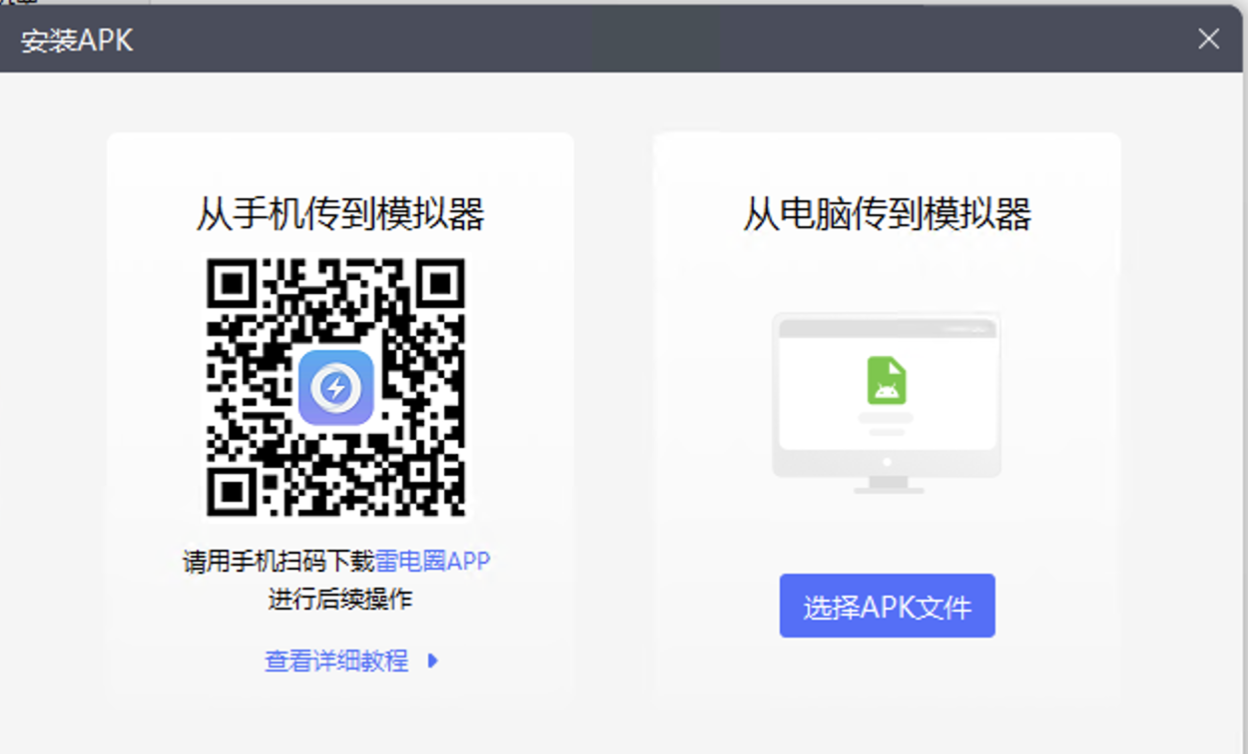 安装APK
从手机传到模拟器
请用手机扫码下载雷电圈APP
进行后续操作
查看详细教程
从电脑传到模拟器
选择APK文件